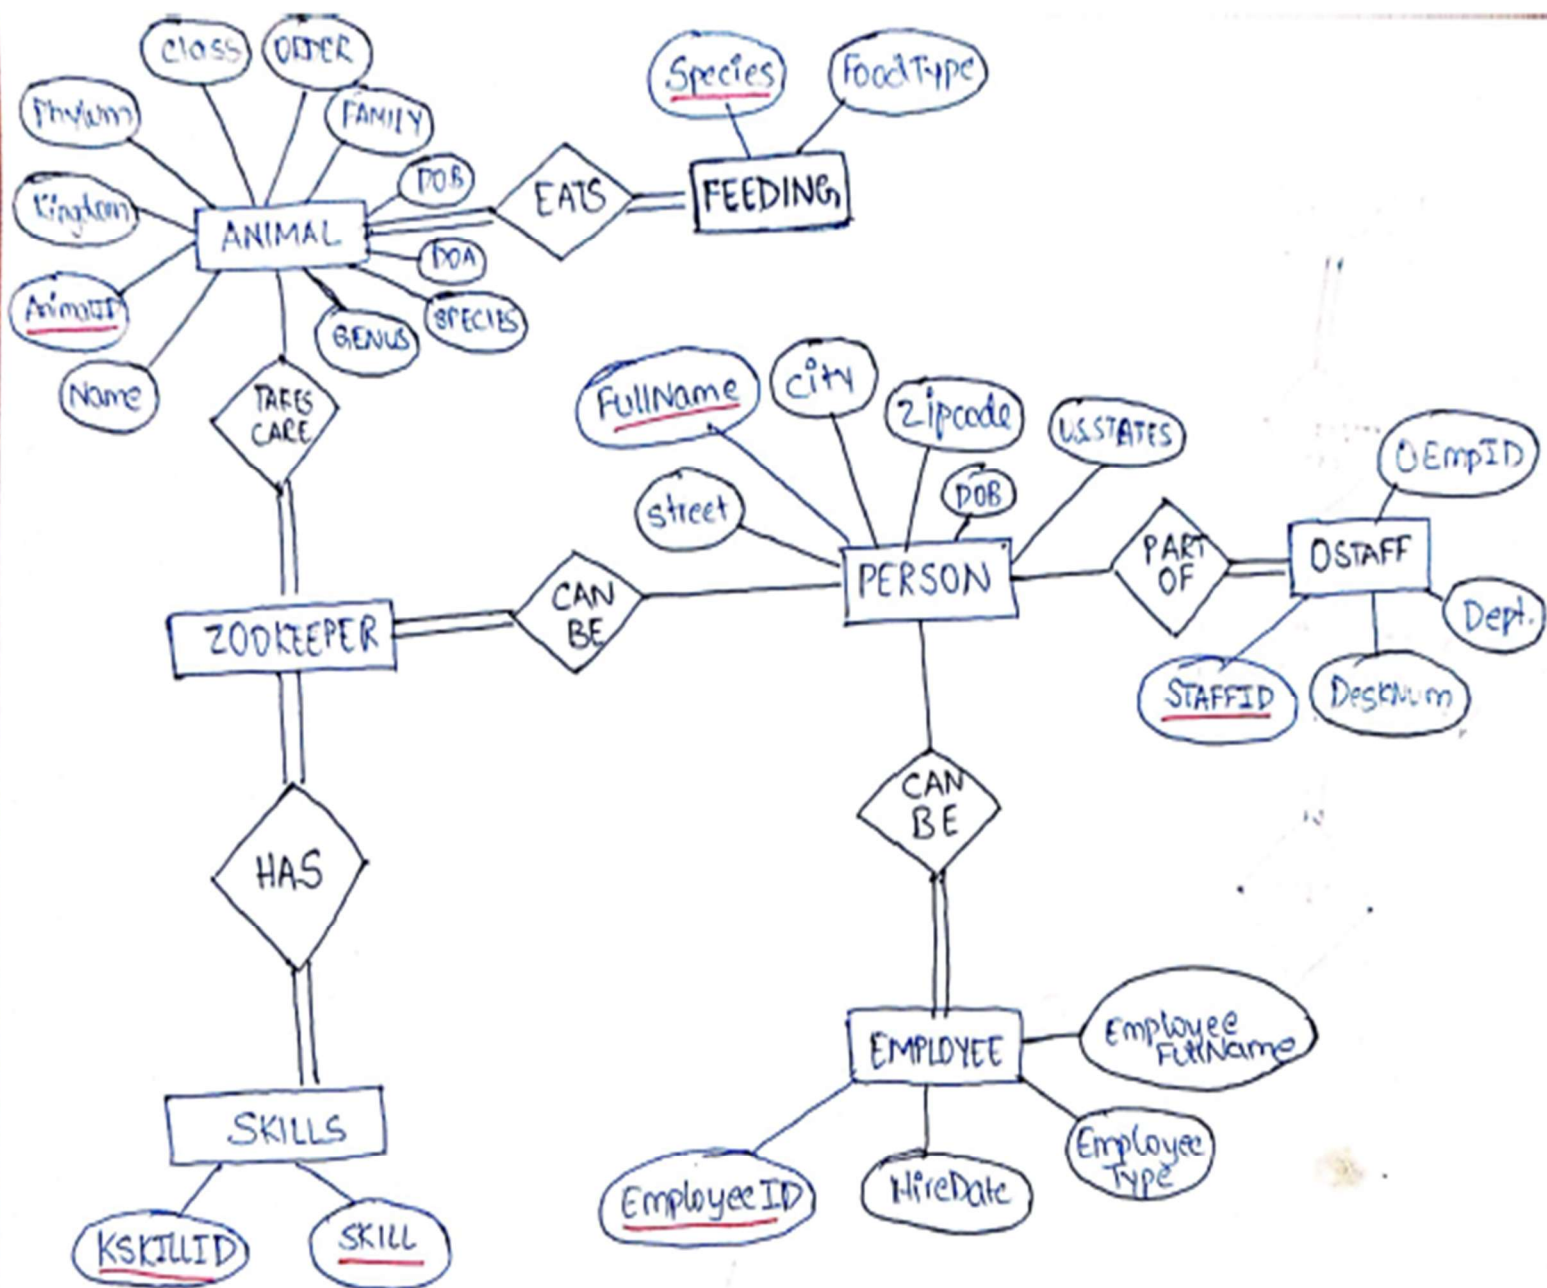 Class
ORDER
Phylum
FAMILY
Species
FoodType
Kingdom
DOB
EATS
FEEDING
ANIMAL
DOA
AnimalID
GENUS
SPECIES
Name
TAKES
CARE
FullName
City
Zipcode
U.S.STATES
OEmpID
street
DOB
PERSON
PART
OF
OSTAFF
Dept.
ZOOKEEPER
CAN
BE
STAFFID
DeskNum
CAN
BE
HAS
EMPLOYEE
Employee
FullName
SKILLS
Employee
Type
EmployeeID
HireDate
KSKILLID
SKILL